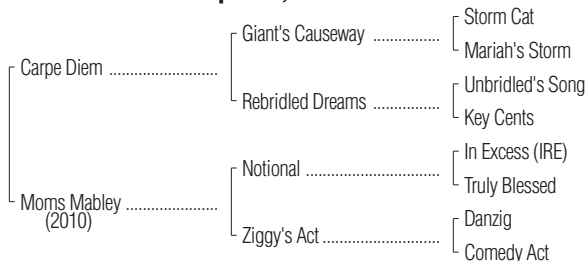 Storm Cat
Giant's Causeway ................
Mariah's Storm
Carpe Diem ..........................
Unbridled's Song
Rebridled Dreams ................
Key Cents
In Excess (IRE)
Notional ................................
Truly Blessed
Moms Mabley ......................
(2010)
Danzig
Ziggy's Act ............................
Comedy Act